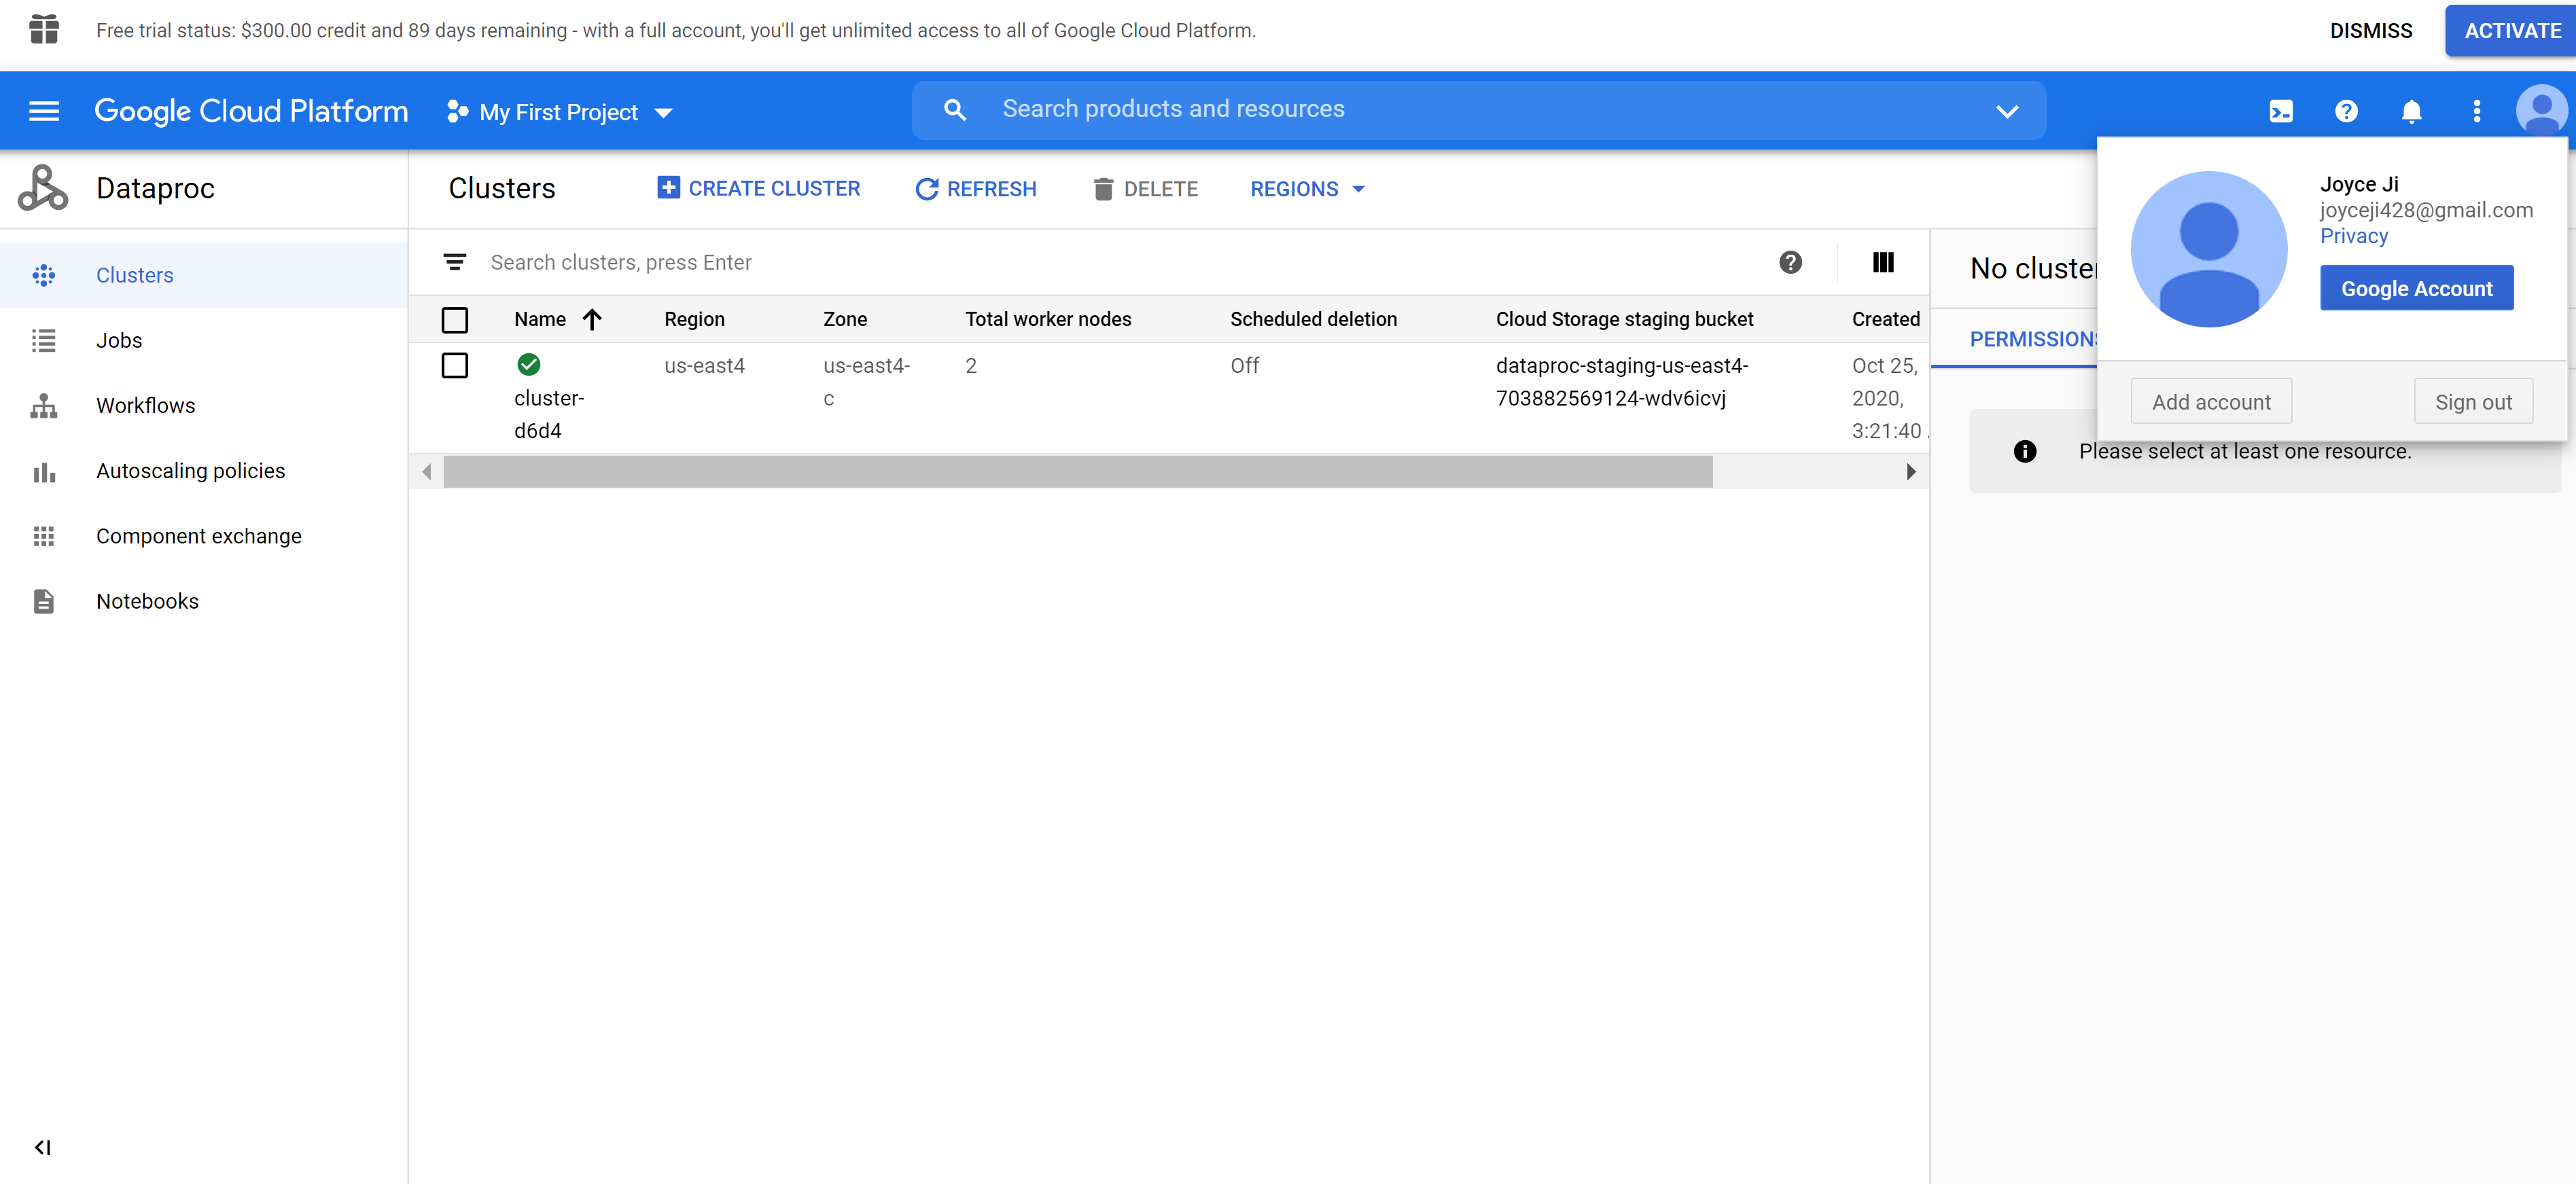 Free trial status: $300.00 credit and 89 days remaining - with a full account, you'll get unlimited access to all of Google Cloud Platform.
DISMISS
ACTIVATE
Google Cloud Platform
My First Project
Search products and resources
Joyce Ji
joyceji428@gmail.com
Privacy
Google Account
Add account
Sign out
Dataproc
Clusters
Jobs
Workflows
Autoscaling policies
Component exchange
Notebooks
Clusters
CREATE CLUSTER
REFRESH
DELETE
REGIONS
Search clusters, press Enter
Name Region Zone Total worker nodes Scheduled deletion Cloud Storage staging bucket Created
us-east4 us-east4- 2 Off dataproc-staging-us-east4- Oct 25,
cluster- c 703882569124-wdv6icvj 2020,
d6d4 3:21:40
No cluster
PERMISSIONS
Please select at least one resource.